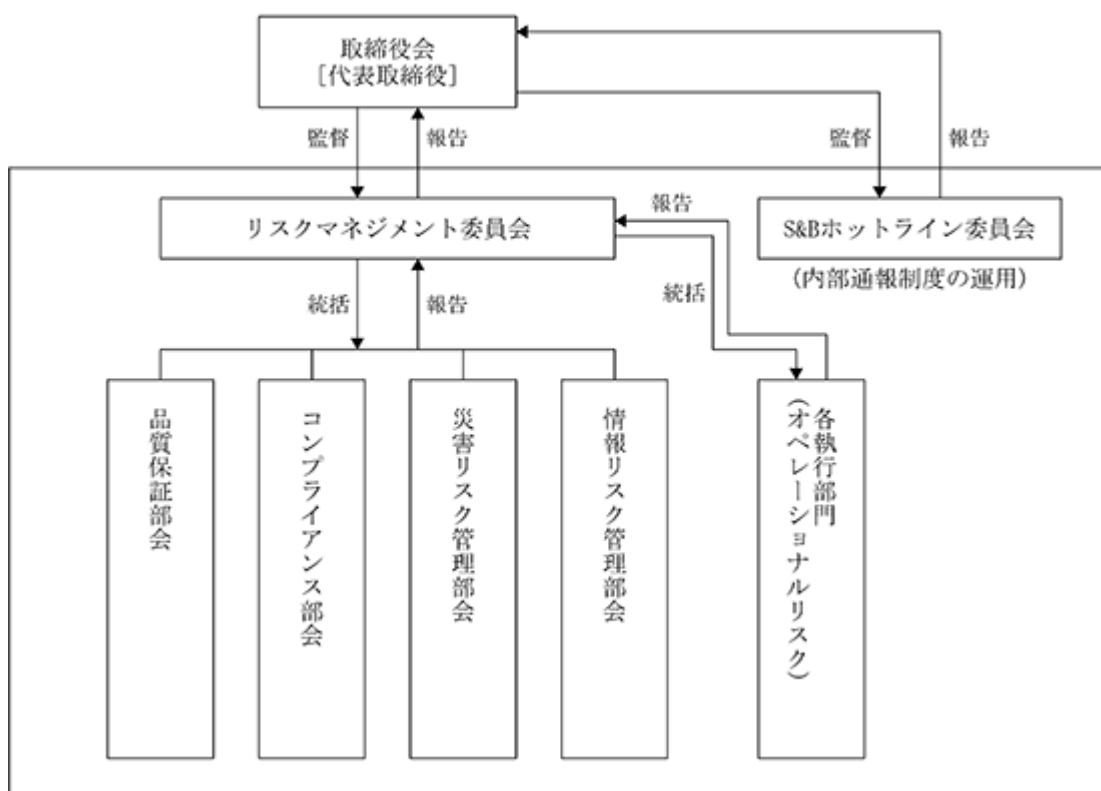 取締役会
[代表取締役]
監督
報告
監督
報告
リスクマネジメント委員会
報告
S&Bホットライン委員会
(内部通報制度の運用)
統括
報告
統括
品質保証部会
コンプライアンス部会
災害リスク管理部会
情報リスク管理部会
各執行部門
(オペレーショナルリスク)